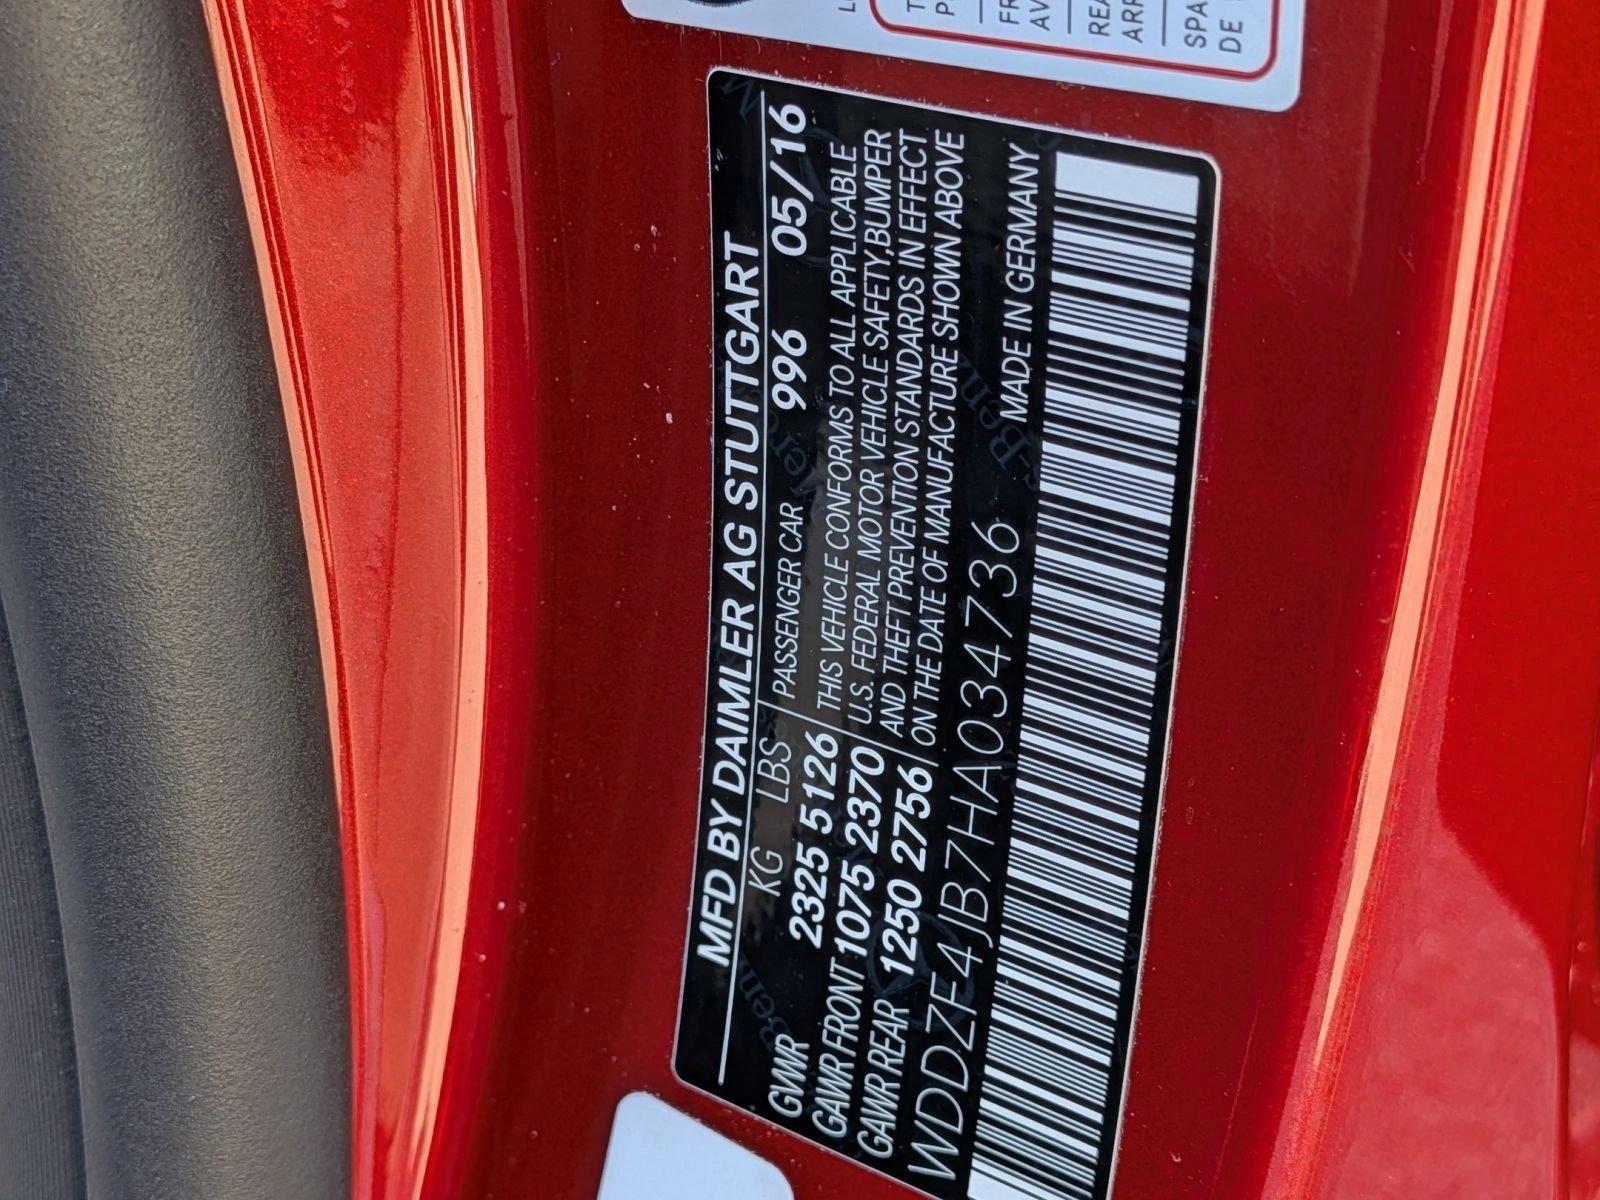 MFD BY DAIMLER AG STUTTGART
KG LBS PASSENGER CAR 996 05/16
GVWR 2325 5126 THIS VEHICLE CONFORMS TO ALL APPLICABLE
GAWR FRONT 1075 2370 U.S. FEDERAL MOTOR VEHICLE SAFETY,BUMPER
GAWR REAR 1250 2756 AND THEFT PREVENTION STANDARDS IN EFFECT
ON THE DATE OF MANUFACTURE SHOWN ABOVE
WDDZF4JB7HA034736 MADE IN GERMANY